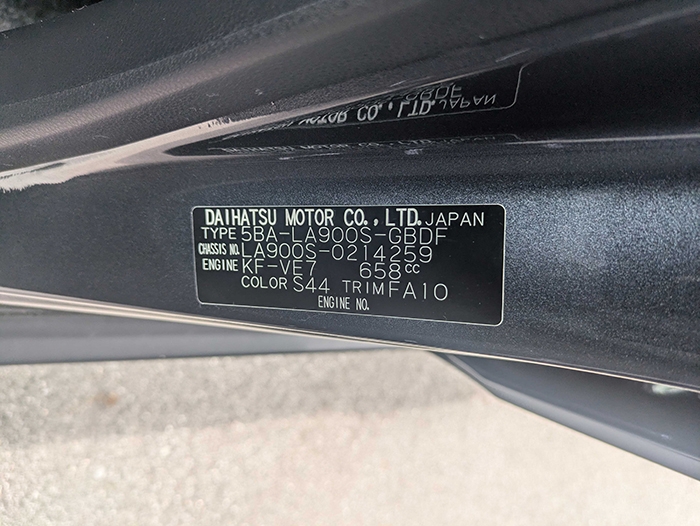 DAIHATSU MOTOR CO., LTD. JAPAN
TYPE 5BA-LA900S-GBDF
CHASSIS NO. LA900S-0214259
ENGINE KF-VE7 658cc
COLOR S44 TRIM FA10
ENGINE NO.